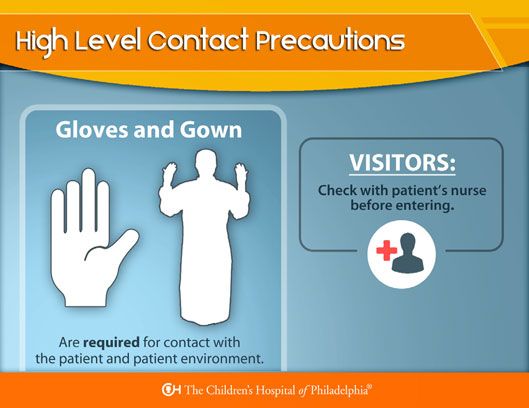 High Level Contact Precautions
Gloves and Gown
Are required for contact with
the patient and patient environment.
VISITORS:
Check with patient's nurse
before entering.
CH The Children's Hospital of Philadelphia®